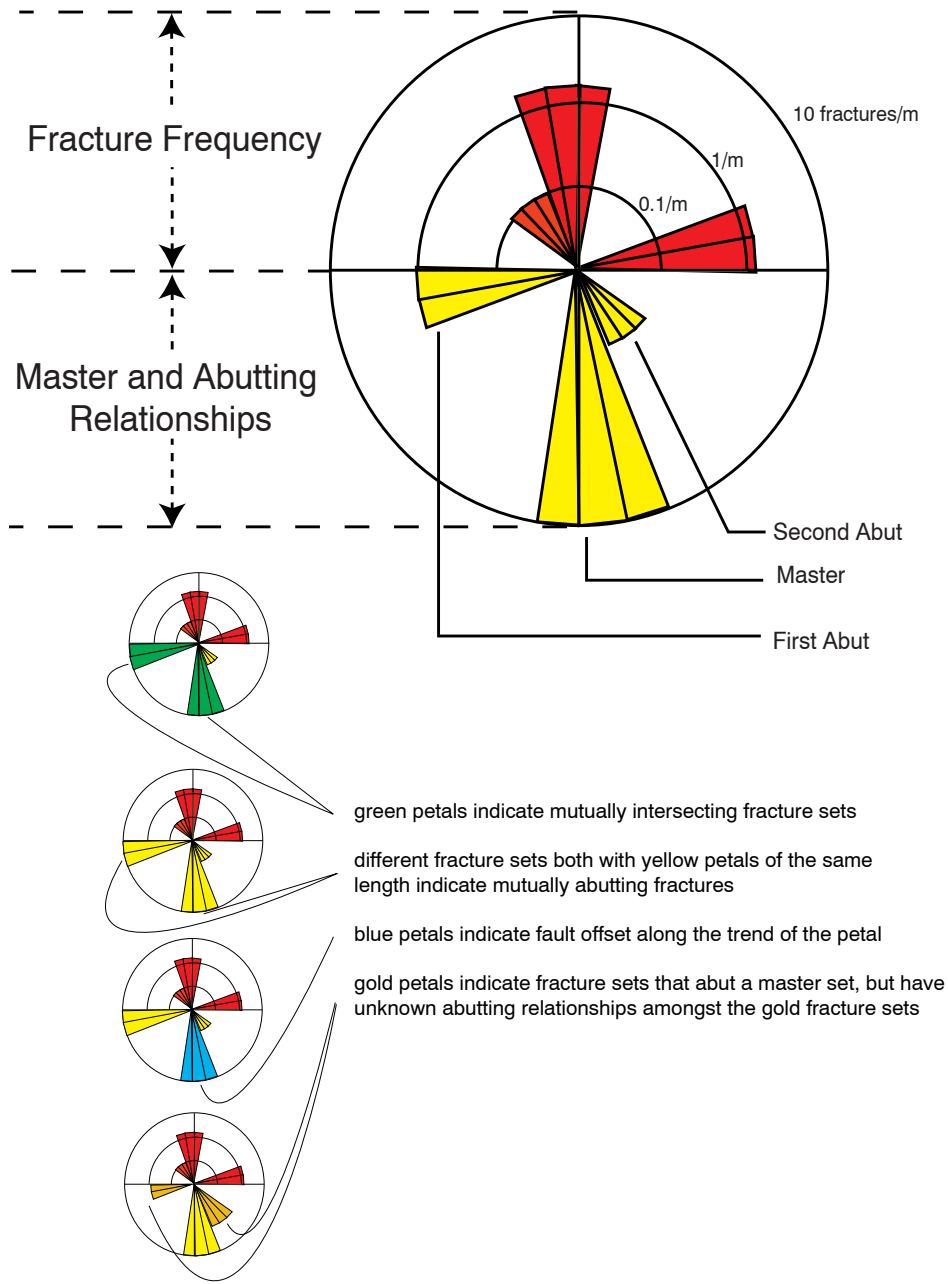 Fracture Frequency
10 fractures/m
1/m
0.1/m
Master and Abutting
Relationships
Second Abut
Master
First Abut
green petals indicate mutually intersecting fracture sets
different fracture sets both with yellow petals of the same
length indicate mutually abutting fractures
blue petals indicate fault offset along the trend of the petal
gold petals indicate fracture sets that abut a master set, but have
unknown abutting relationships amongst the gold fracture sets